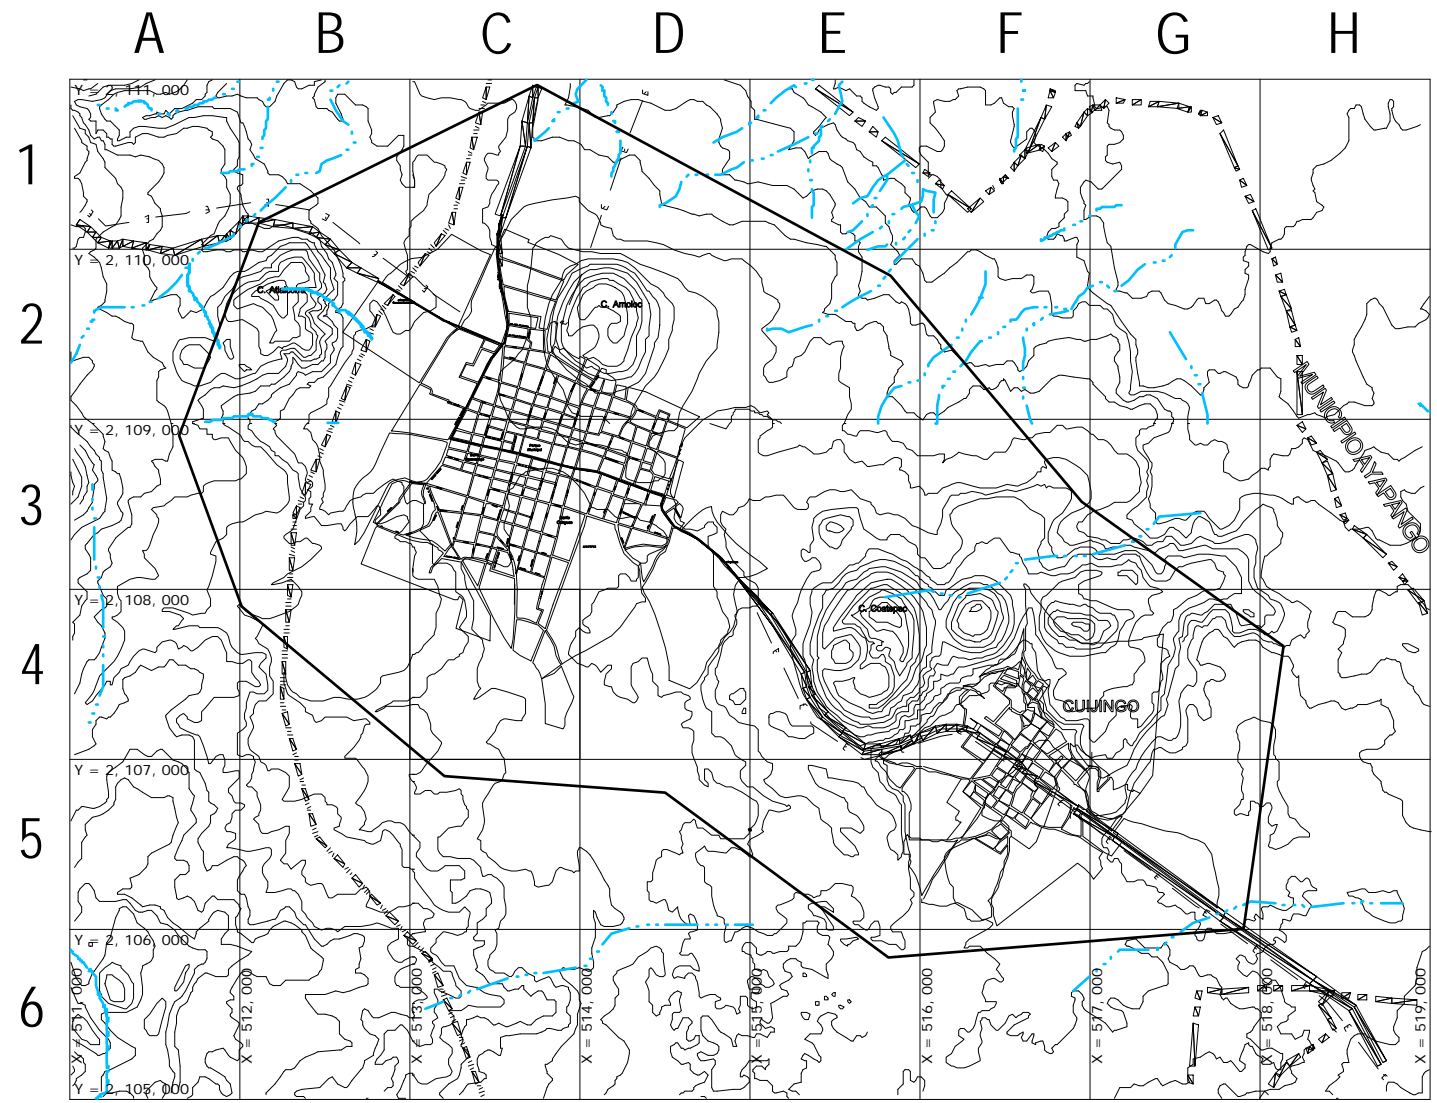 A B C D E F G H
1
Y = 2, 111, 000
2
Y = 2, 110, 000
C. Amoloc
MUNICIPIO AYAPANGO
3
Y = 2, 109, 000
4
Y = 2, 108, 000
C. Coatepec
CUIJINGO
5
Y = 2, 107, 000
6
Y = 2, 106, 000
X = 511, 000
X = 512, 000
X = 513, 000
X = 514, 000
X = 515, 000
X = 516, 000
X = 517, 000
X = 518, 000
X = 519, 000
Y = 2, 105, 000